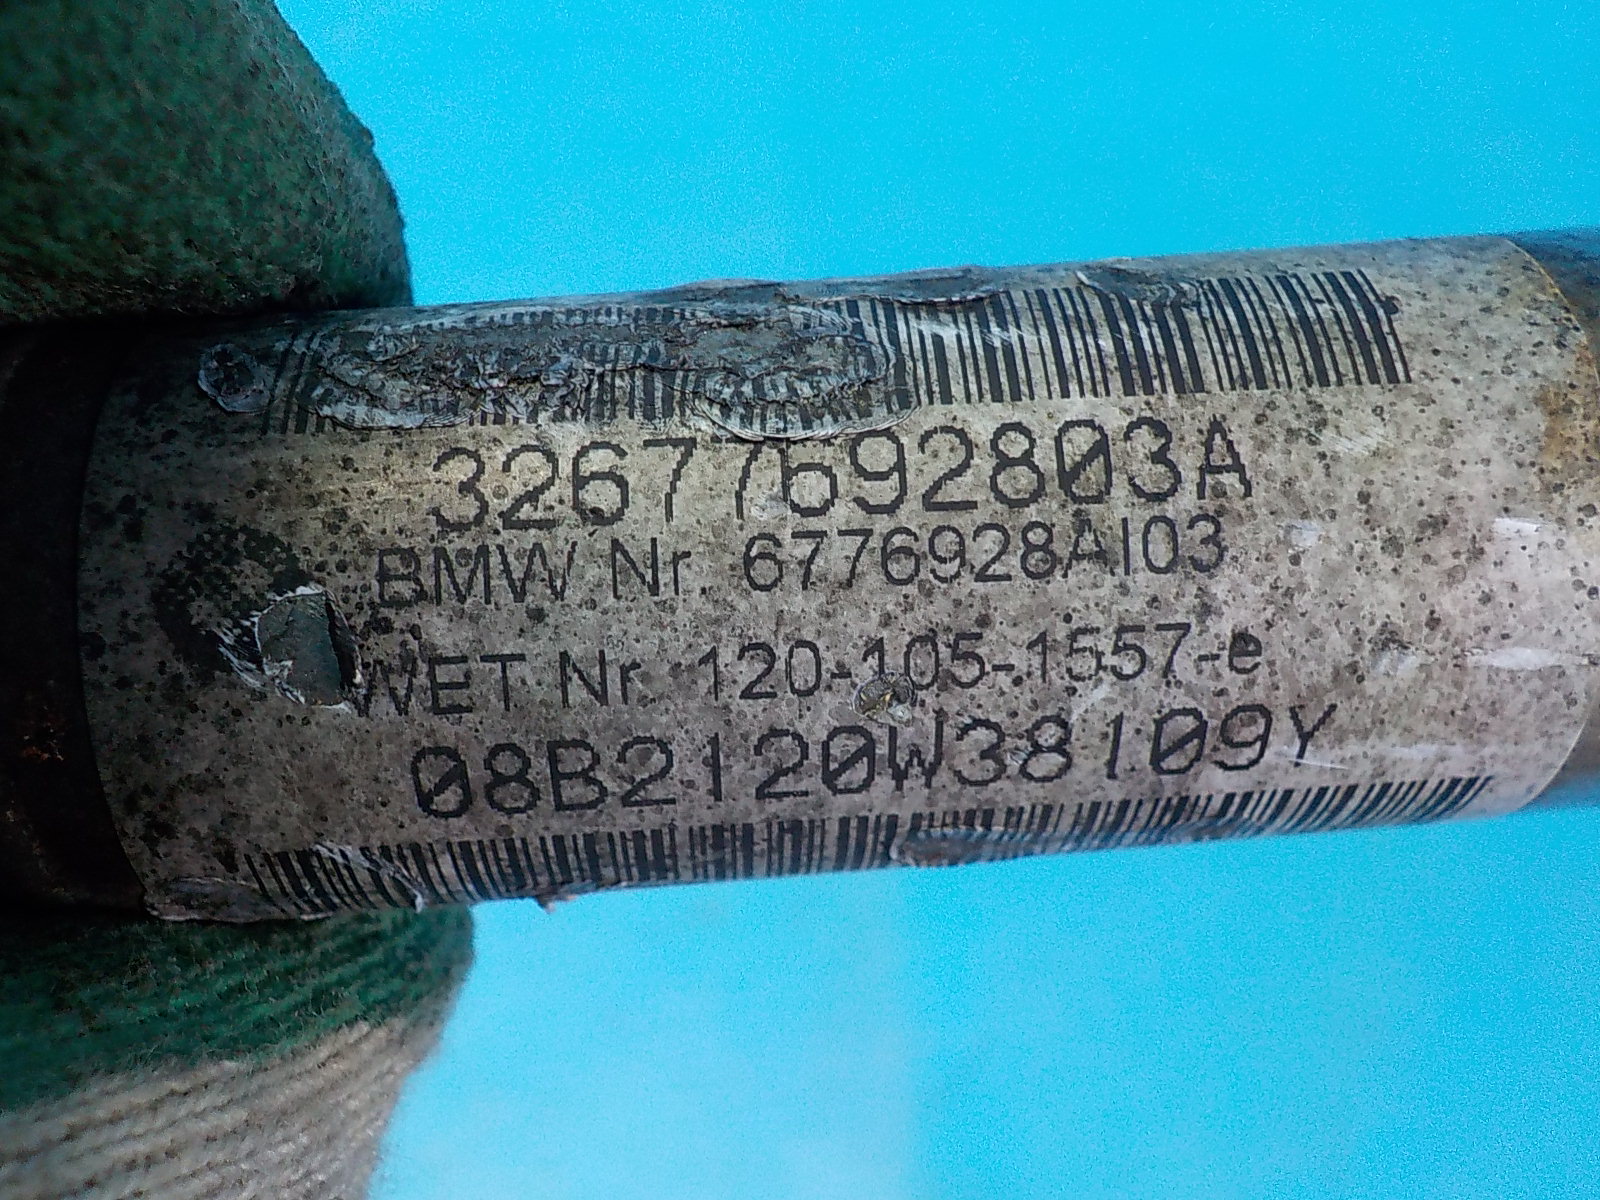 32677692803A
BMW Nr. 6776928AI03
WET Nr. 120-105-1557-e
08B2120W38109Y